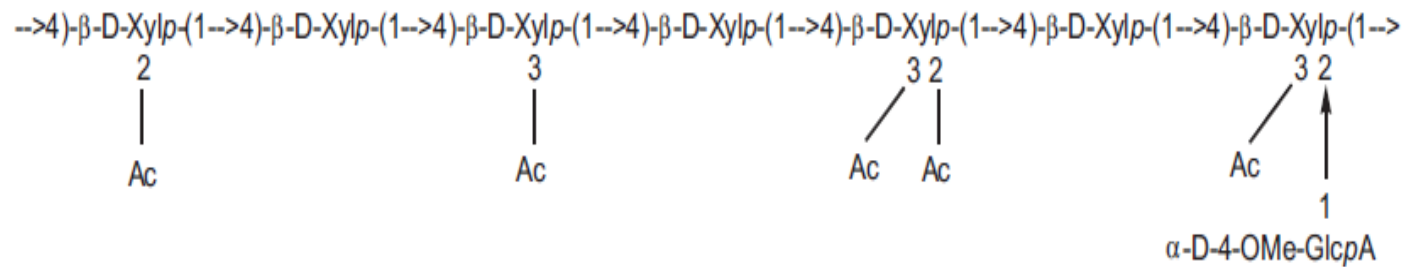 -->4)-β-D-Xylp-(1-->4)-β-D-Xylp-(1-->4)-β-D-Xylp-(1-->4)-β-D-Xylp-(1-->4)-β-D-Xylp-(1-->4)-β-D-Xylp-(1-->4)-β-D-Xylp-(1-->
2 3 3 2 3 2
Ac Ac Ac Ac Ac
1
α-D-4-OMe-GlcpA